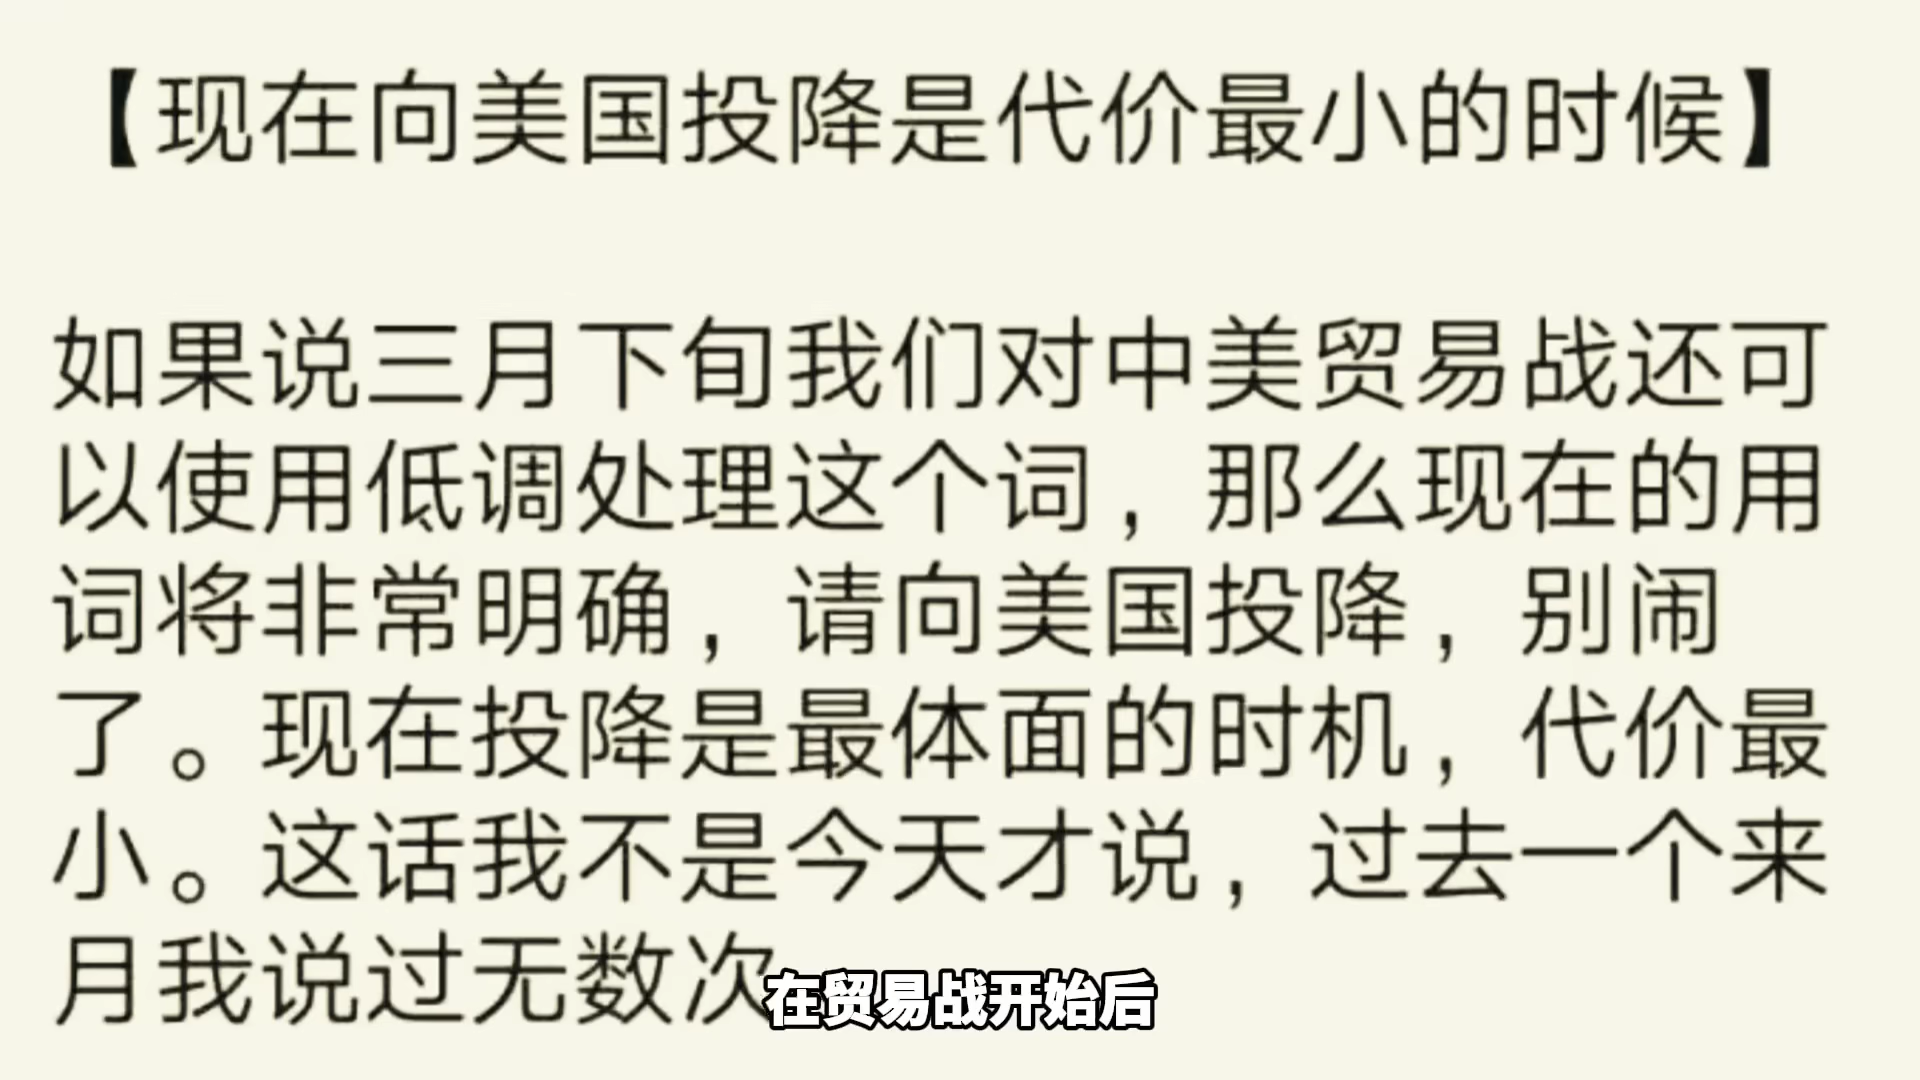 【现在向美国投降是代价最小的时候】
如果说三月下旬我们对中美贸易战还可
以使用低调处理这个词，那么现在的用
词将非常明确，请向美国投降，别闹
了。现在投降是最体面的时机，代价最
小。这话我不是今天才说，过去一个来
月我说过无数次
在贸易战开始后